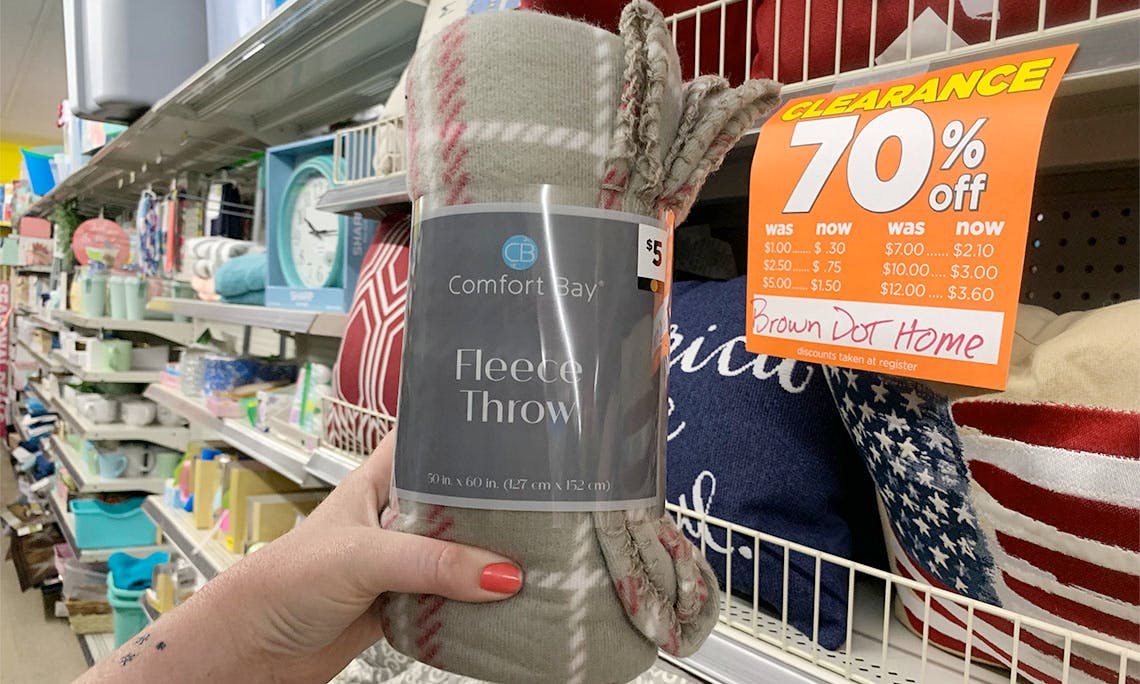 CB
Comfort Bay®
Fleece
Throw
50 in. x 60 in. (127 cm x 152 cm)
$5
CLEARANCE
70% off
was now was now
$1.00...... $ .30 $7.00...... $2.10
$2.50...... $ .75 $10.00.... $3.00
$5.00...... $1.50 $12.00.... $3.60
Brown Dot Home
discounts taken at register
SHARP
SHARP